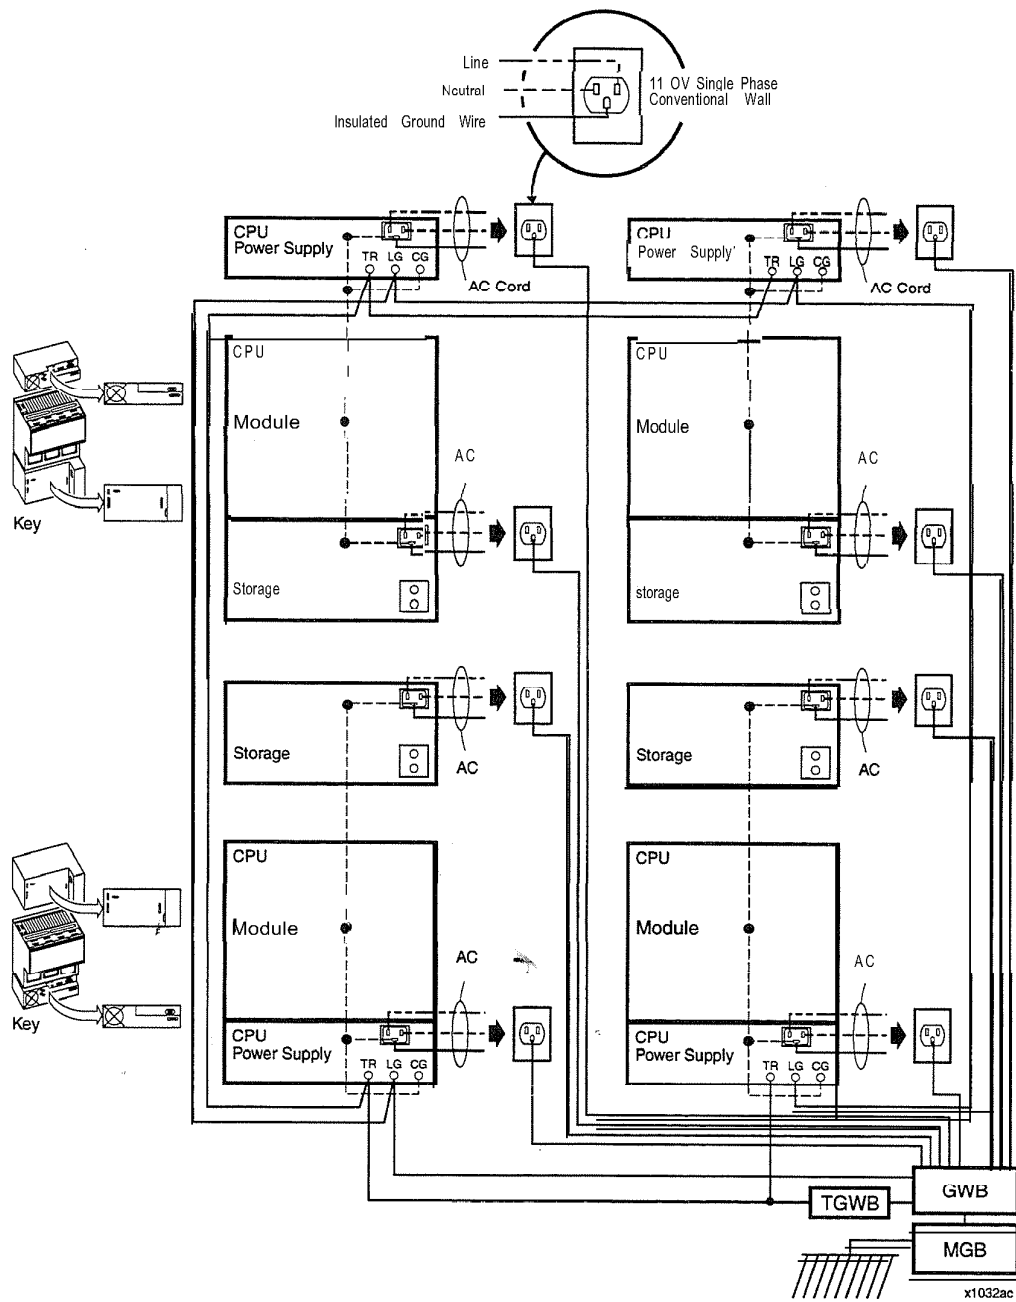 Line
Noutral
Insulated Ground Wire
11 OV Single Phase
Conventional Wall
CPU
Power Supply
TR LG CG
AC Cord
CPU
Power Supply'
TR LG CG
AC Cord
CPU
Module
AC
Storage
CPU
Module
AC
storage
Key
Storage
AC
Storage
AC
CPU
Module
AC
CPU
Power Supply
TR LG CG
CPU
Module
AC
CPU
Power Supply
TR LG CG
Key
TGWB
GWB
MGB
x1032ac